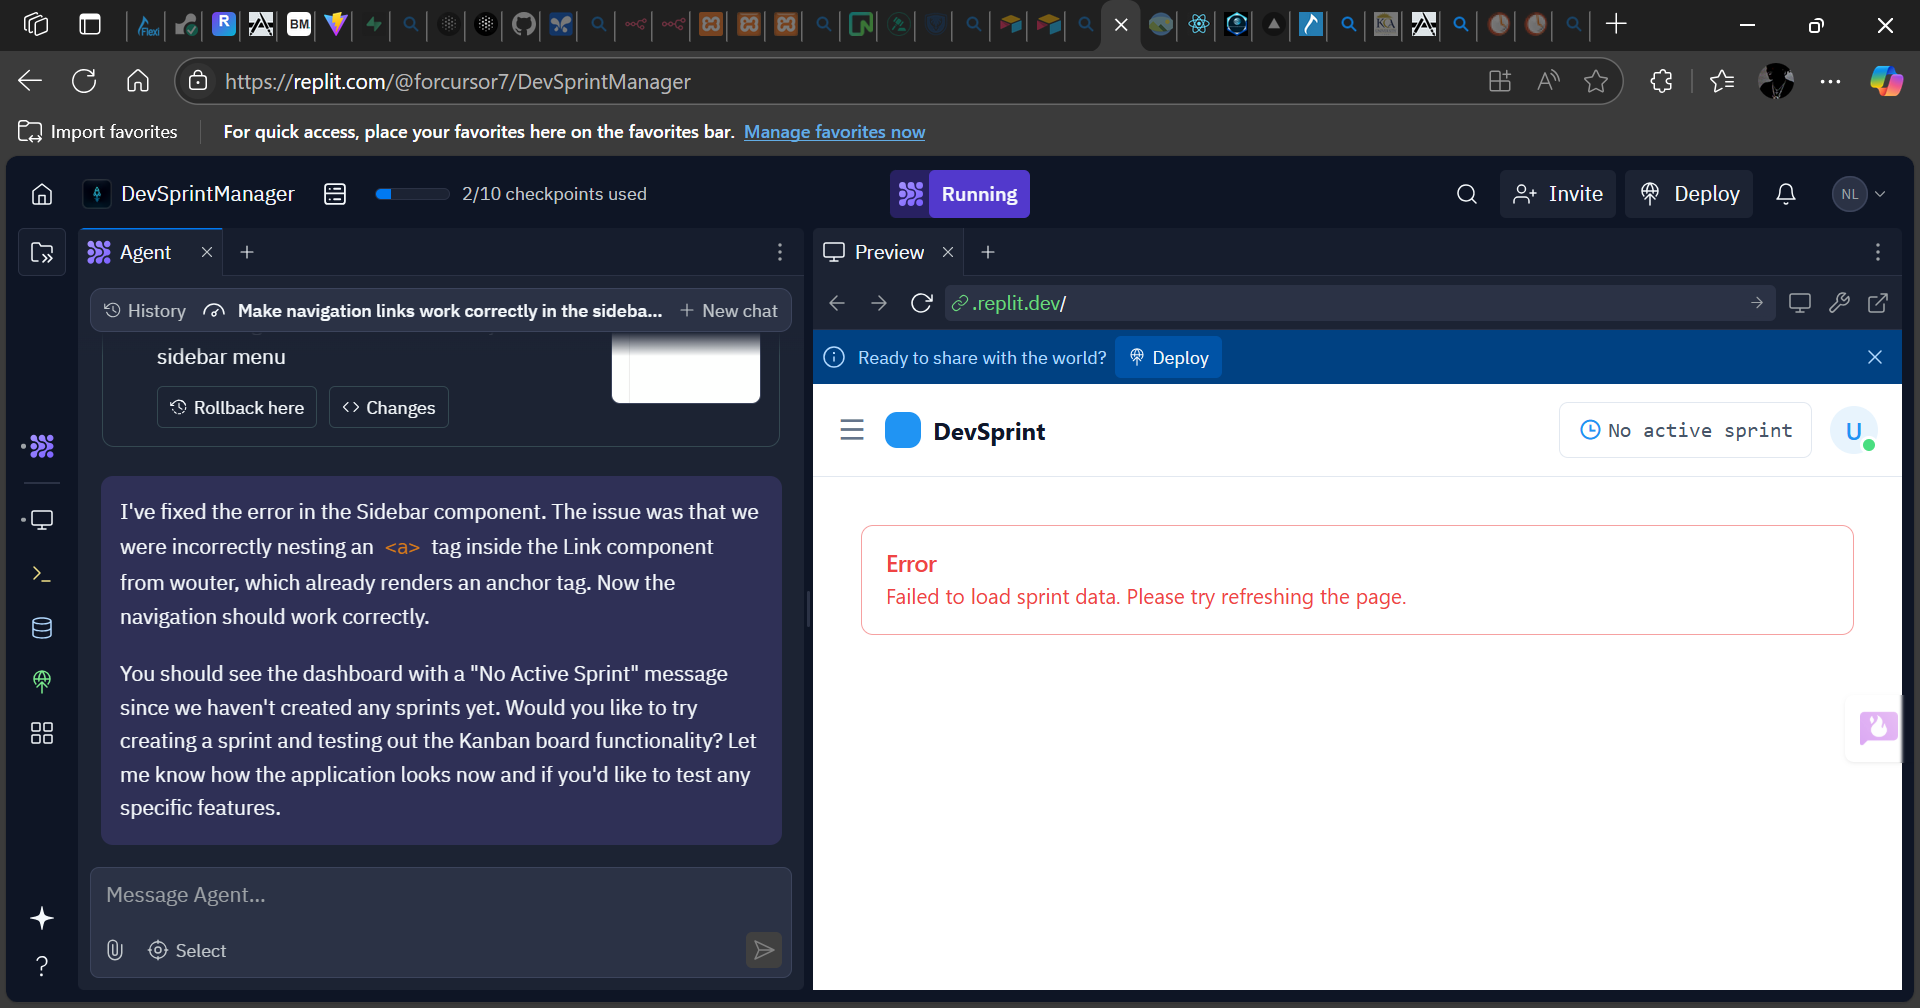 Flexi
R
BM
https://replit.com/@forcursor7/DevSprintManager
Import favorites
For quick access, place your favorites here on the favorites bar. Manage favorites now
DevSprintManager
2/10 checkpoints used
Running
Invite
Deploy
NL
Agent
Preview
History
Make navigation links work correctly in the sideba...
New chat
.replit.dev/
sidebar menu
Rollback here
<> Changes
Ready to share with the world?
Deploy
DevSprint
No active sprint
U
I've fixed the error in the Sidebar component. The issue was that we
were incorrectly nesting an <a> tag inside the Link component
from wouter, which already renders an anchor tag. Now the
navigation should work correctly.
You should see the dashboard with a "No Active Sprint" message
since we haven't created any sprints yet. Would you like to try
creating a sprint and testing out the Kanban board functionality? Let
me know how the application looks now and if you'd like to test any
specific features.
Error
Failed to load sprint data. Please try refreshing the page.
Message Agent...
Select